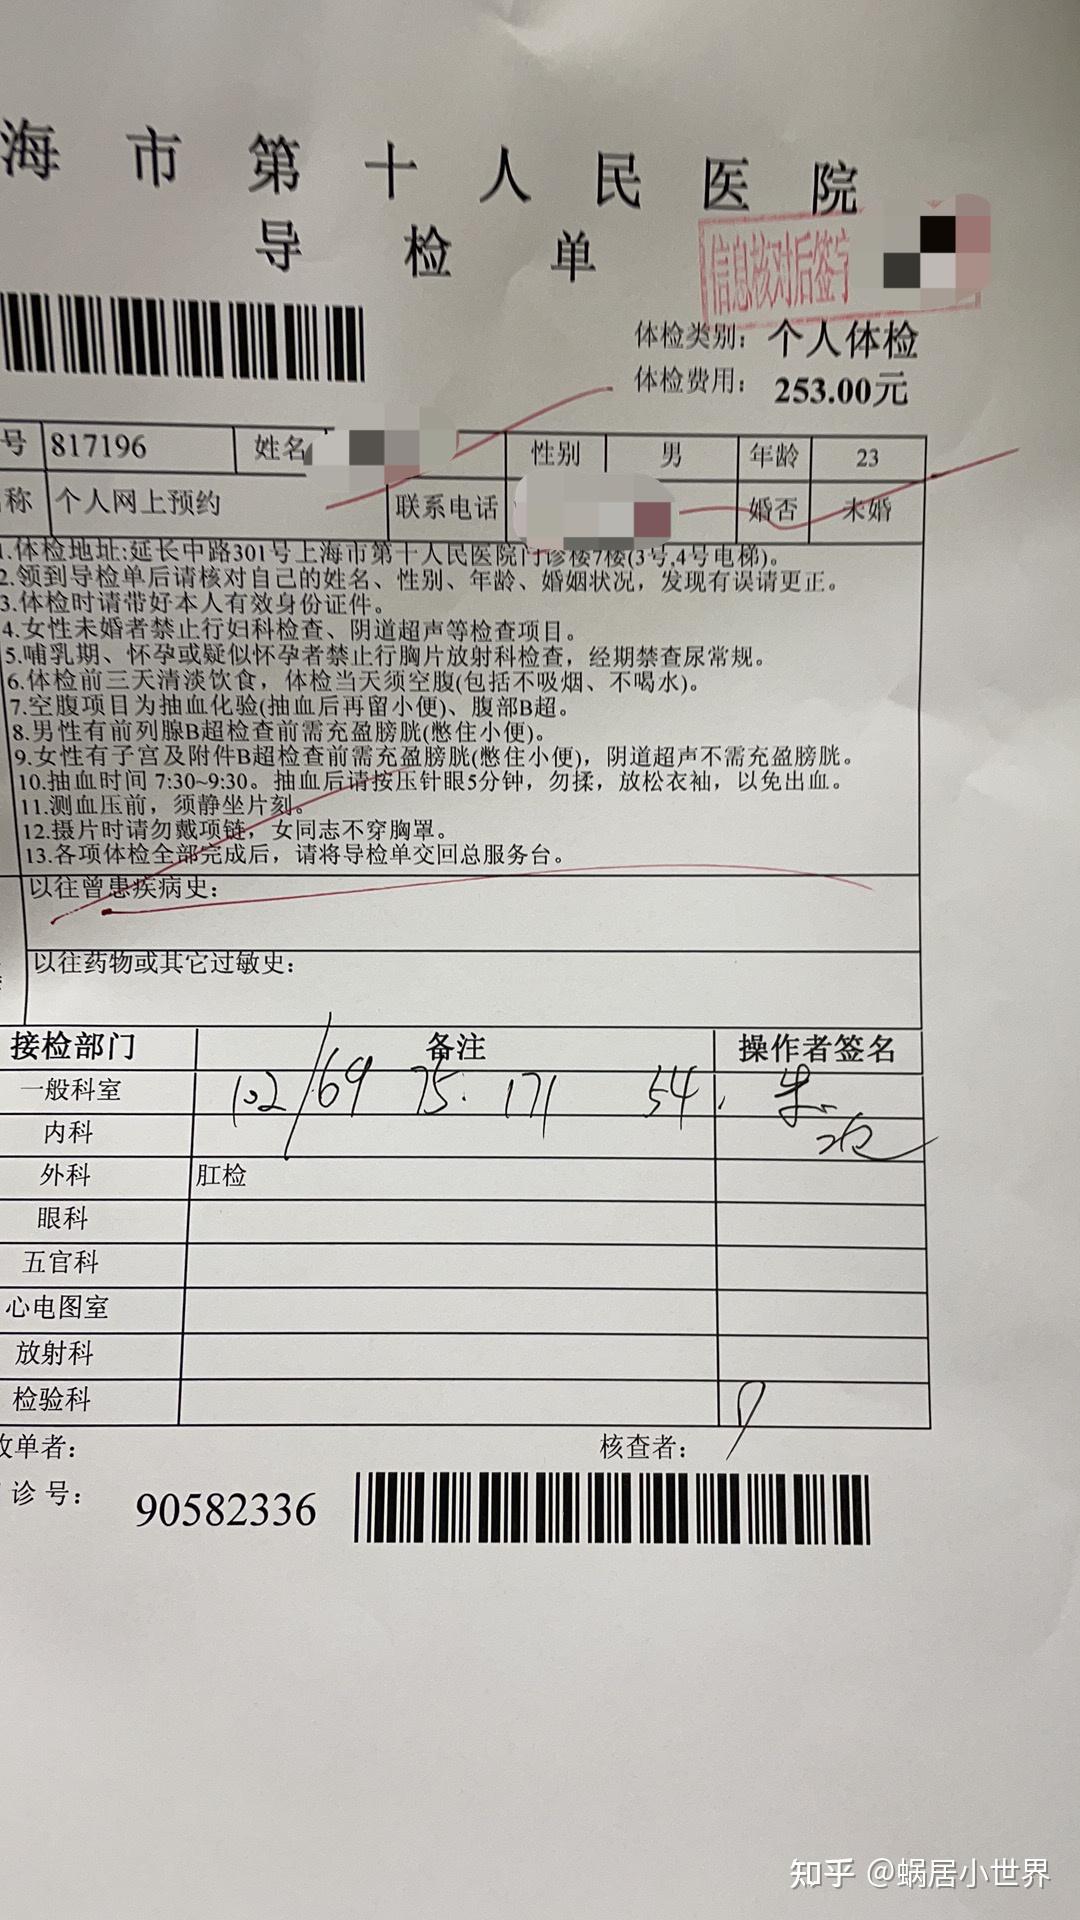 海市第十人民医院
导检单
信息核对后签字
体检类别: 个人体检
体检费用: 253.00元
号 817196 姓名 性别 男 年龄 23
称 个人网上预约 联系电话 婚否 未婚
1.体检地址:延长中路301号上海市第十人民医院门诊楼7楼(3号,4号电梯)。
2.领到导检单后请核对自己的姓名、性别、年龄、婚姻状况，发现有误请更正。
3.体检时请带好本人有效身份证件。
4.女性未婚者禁止行妇科检查、阴道超声等检查项目。
5.哺乳期、怀孕或疑似怀孕者禁止行胸片放射科检查，经期禁查尿常规。
6.体检前三天清淡饮食，体检当天须空腹(包括不吸烟、不喝水)。
7.空腹项目为抽血化验(抽血后再留小便)、腹部B超。
8.男性有前列腺B超检查前需充盈膀胱(憋住小便)。
9.女性有子宫及附件B超检查前需充盈膀胱(憋住小便)，阴道超声不需充盈膀胱。
10.抽血时间 7:30~9:30。抽血后请按压针眼5分钟，勿揉，放松衣袖，以免出血。
11.测血压前，须静坐片刻。
12.摄片时请勿戴项链，女同志不穿胸罩。
13.各项体检全部完成后，请将导检单交回总服务台。
以往曾患疾病史:
以往药物或其它过敏史:
接检部门 备注 操作者签名
一般科室 102/69 75. 171 54
内科
外科 肛检
眼科
五官科
心电图室
放射科
检验科
收单者: 核查者:
诊号: 90582336
知乎 @蜗居小世界